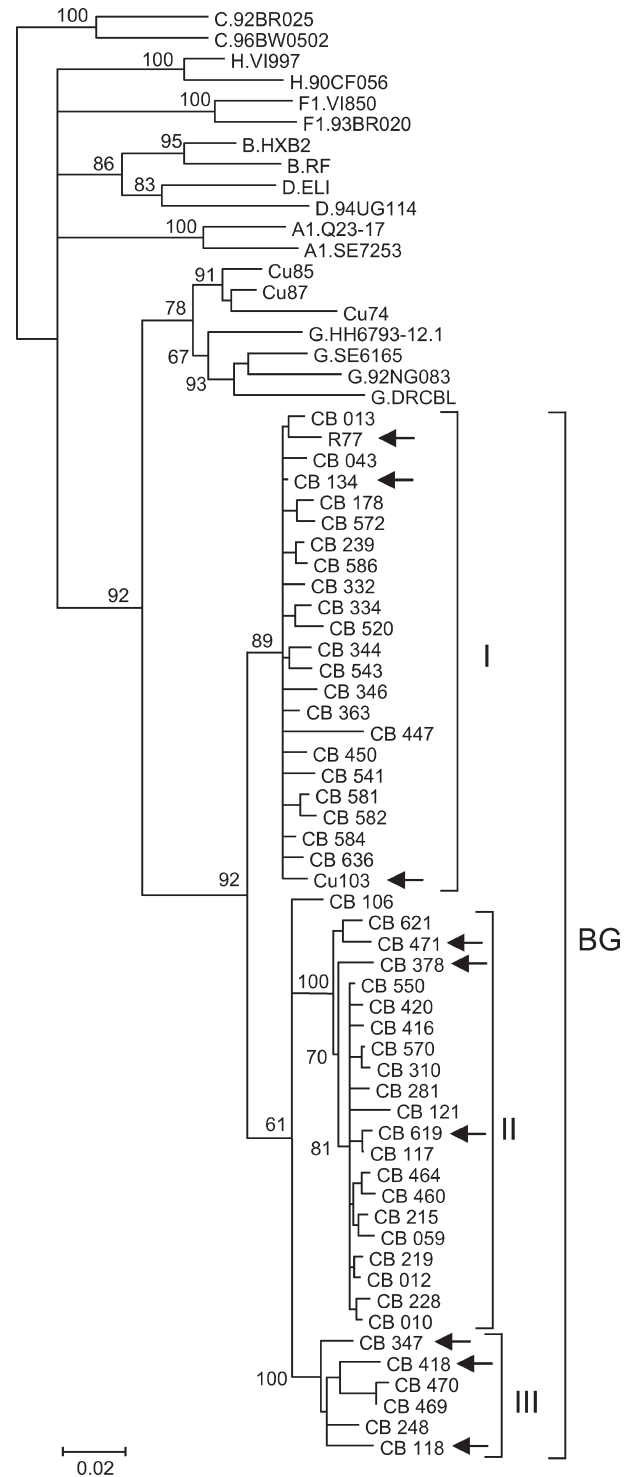 100
C.92BR025
C.96BW0502
100
H.VI997
H.90CF056
100
F1.VI850
F1.93BR020
95
B.HXB2
86
B.RF
83
D.ELI
D.94UG114
100
A1.Q23-17
A1.SE7253
91
Cu85
Cu87
78
Cu74
G.HH6793-12.1
67
G.SE6165
93
G.92NG083
G.DRCBL
CB 013
R77
CB 043
CB 134
CB 178
CB 572
CB 239
CB 586
CB 332
92
CB 334
CB 520
89
CB 344
I
CB 543
CB 346
CB 363
CB 447
CB 450
CB 541
CB 581
CB 582
CB 584
CB 636
92
Cu103
CB 106
CB 621
BG
CB 471
CB 378
100
CB 550
CB 420
CB 416
70
CB 570
CB 310
CB 281
CB 121
61
CB 619
II
81
CB 117
CB 464
CB 460
CB 215
CB 059
CB 219
CB 012
CB 228
CB 010
CB 347
CB 418
100
CB 470
III
CB 469
CB 248
CB 118
0.02